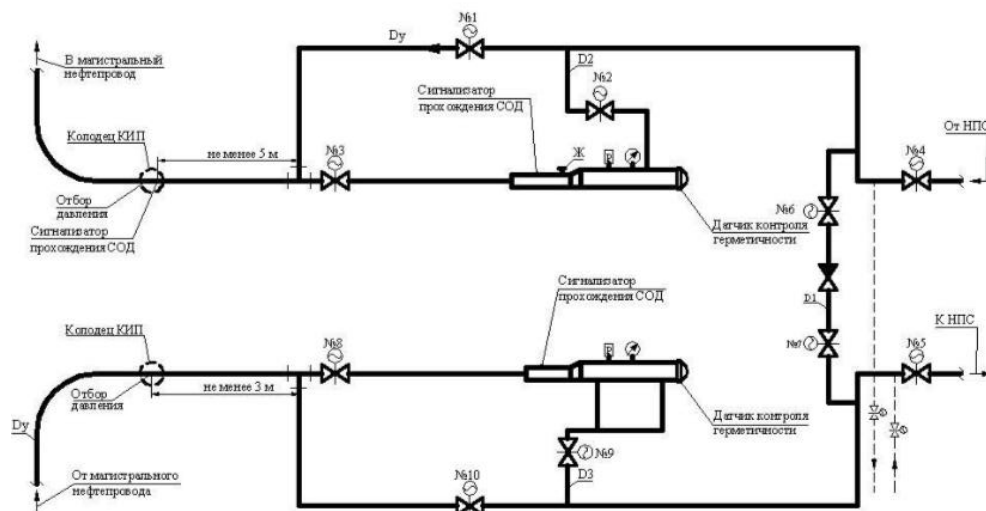 №1
Dу
В магистральный
нефтепровод
D2
№2
Сигнализатор
прохождения СОД
Колодец КИП
не менее 5 м
№3
Ж
P
От НПС
№4
Отбор
давления
Сигнализатор
прохождения СОД
Датчик контроля
герметичности
№6
Сигнализатор
прохождения СОД
D1
К НПС
Колодец КИП
№8
P
№7
№5
не менее 3 м
Отбор
давления
Датчик контроля
герметичности
Dу
№9
От магистрального
нефтепровода
№10
D3